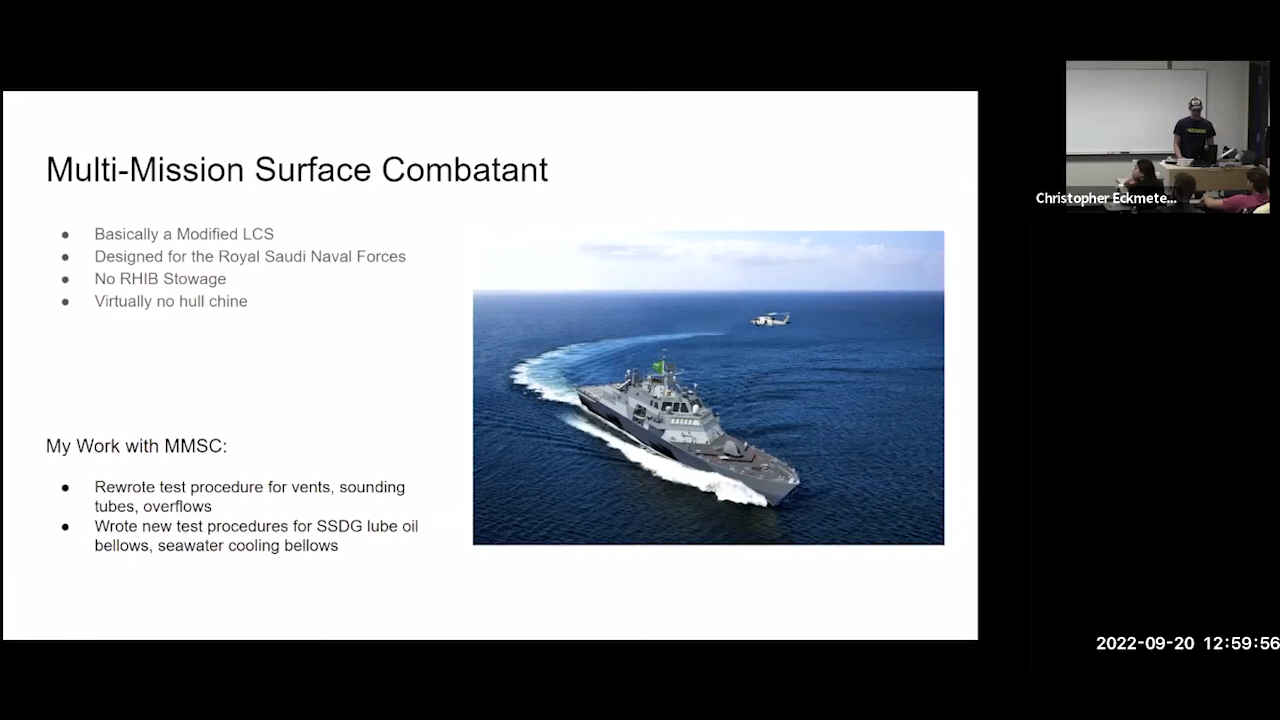 Multi-Mission Surface Combatant
● Basically a Modified LCS
● Designed for the Royal Saudi Naval Forces
● No RHIB Stowage
● Virtually no hull chine
My Work with MMSC:
● Rewrote test procedure for vents, sounding
tubes, overflows
● Wrote new test procedures for SSDG lube oil
bellows, seawater cooling bellows
Christopher Eckmete...
2022-09-20 12:59:56